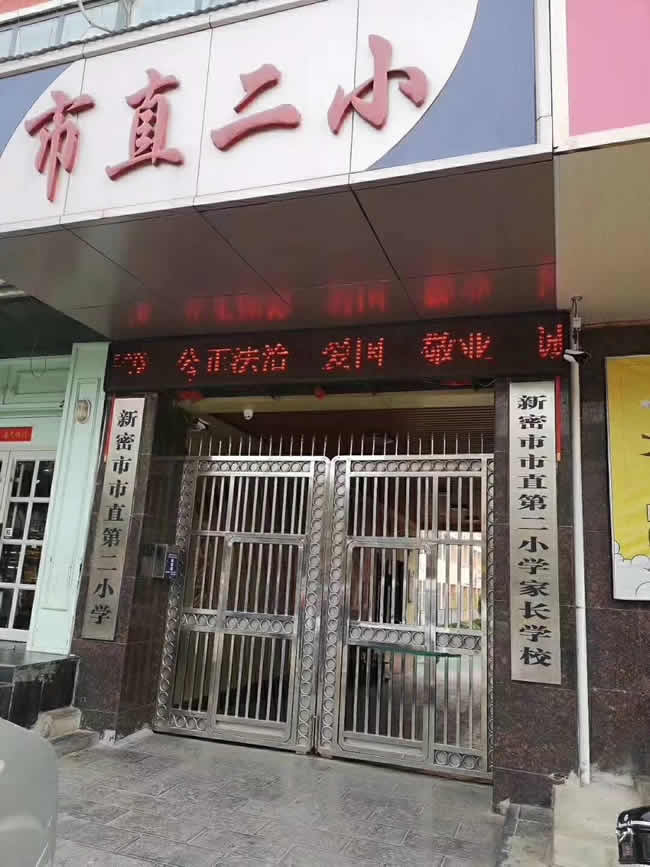 市直二小
公正法治 爱国 敬业
新密市市直第二小学
新密市市直第二小学家长学校